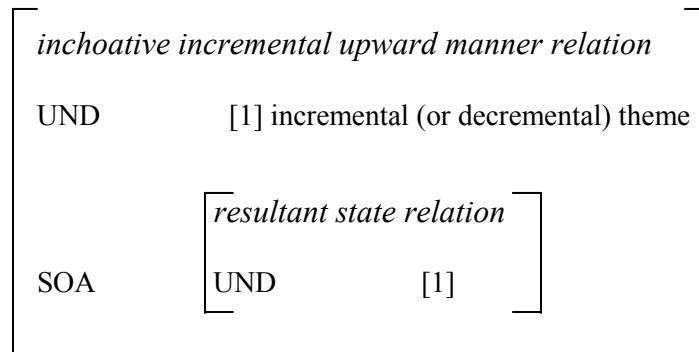 inchoative incremental upward manner relation
UND [1] incremental (or decremental) theme
resultant state relation
SOA UND [1]